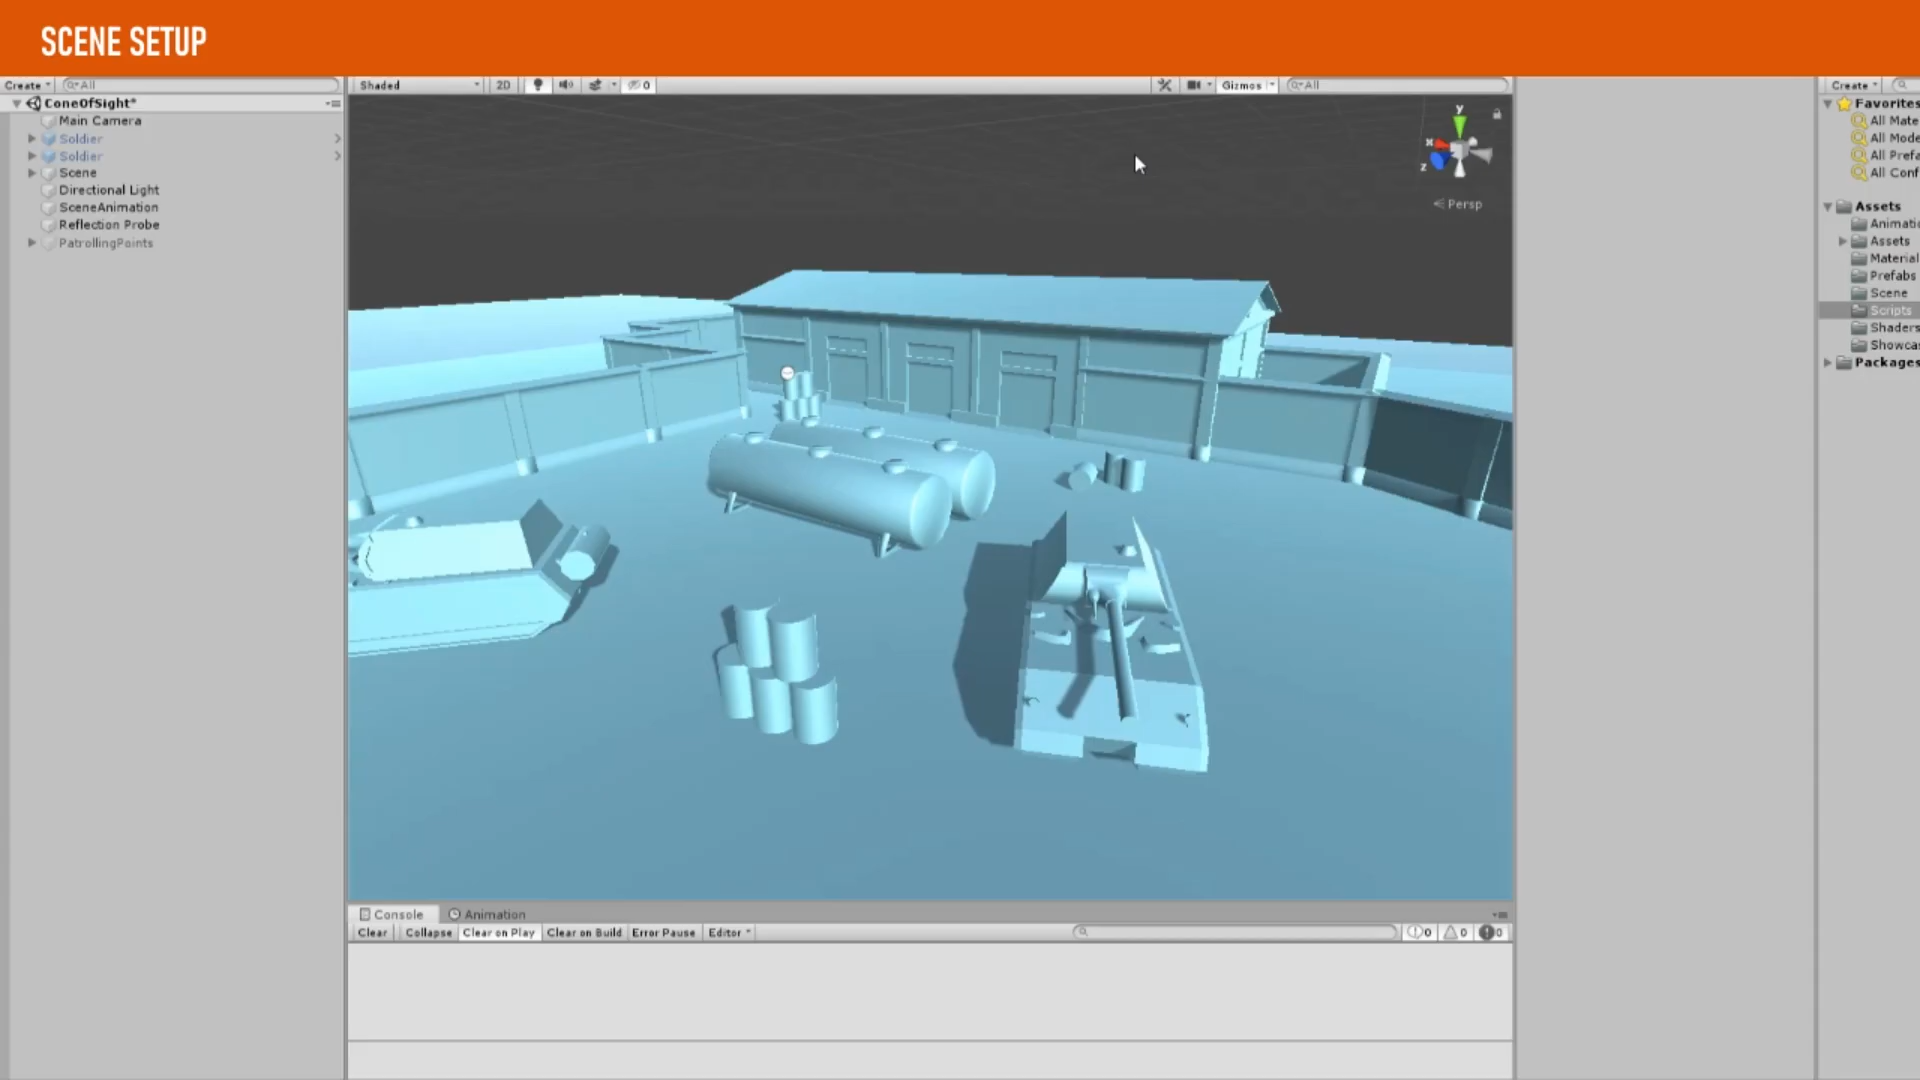 SCENE SETUP
Create
All
ConeOfSight*
Main Camera
Soldier
Soldier
Scene
Directional Light
SceneAnimation
Reflection Probe
PatrollingPoints
Shaded
2D
0
Gizmos
All
y
x
z
Persp
Console
Animation
Clear
Collapse
Clear on Play
Clear on Build
Error Pause
Editor
0
0
0
Create
Favorites
All Mate
All Mode
All Prefa
All Conf
Assets
Animatio
Assets
Material
Prefabs
Scene
Scripts
Shaders
Showcas
Packages